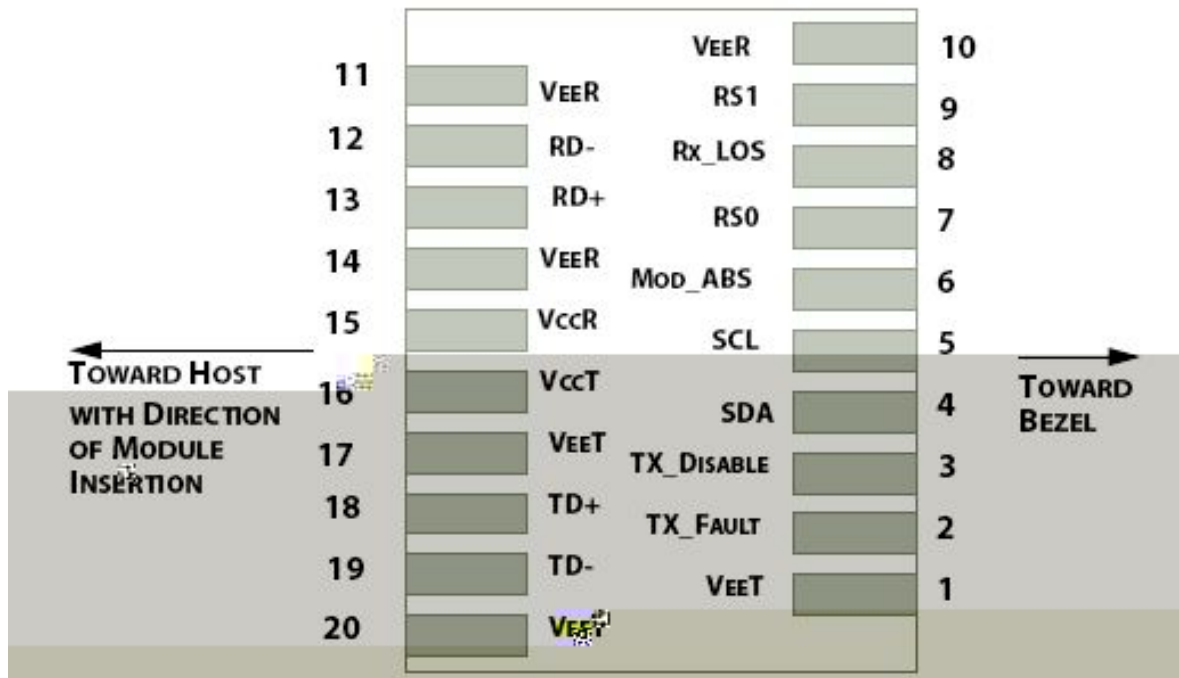 VEER 10
11 VEER
RS1 9
12 RD-
Rx_LOS 8
13 RD+
RS0 7
14 VEER
MOD_ABS 6
15 VCCR
SCL 5
TOWARD HOST
WITH DIRECTION
OF MODULE
INSERTION
16 VCCT
TOWARD
BEZEL
SDA 4
17 VEET
TX_DISABLE 3
18 TD+
TX_FAULT 2
19 TD-
VEET 1
20 VEET